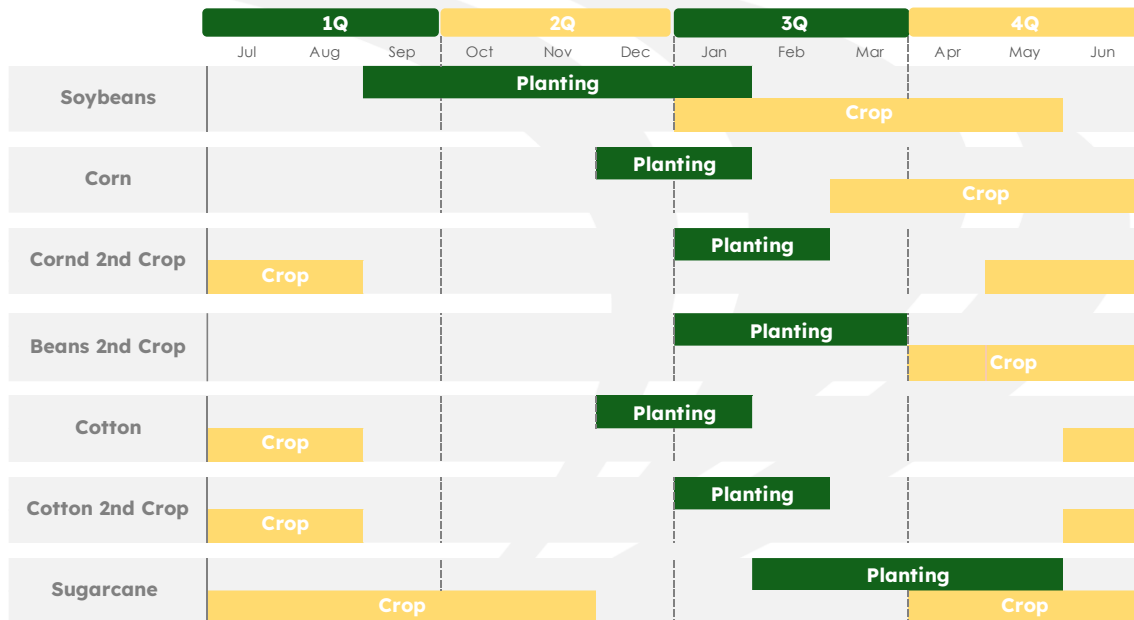 1Q 2Q 3Q 4Q
Jul Aug Sep Oct Nov Dec Jan Feb Mar Apr May Jun
Planting
Soybeans
Crop
Planting
Corn
Crop
Planting
Cornd 2nd Crop
Crop
Planting
Beans 2nd Crop
Crop
Planting
Cotton
Crop
Planting
Cotton 2nd Crop
Crop
Planting
Sugarcane
Crop Crop